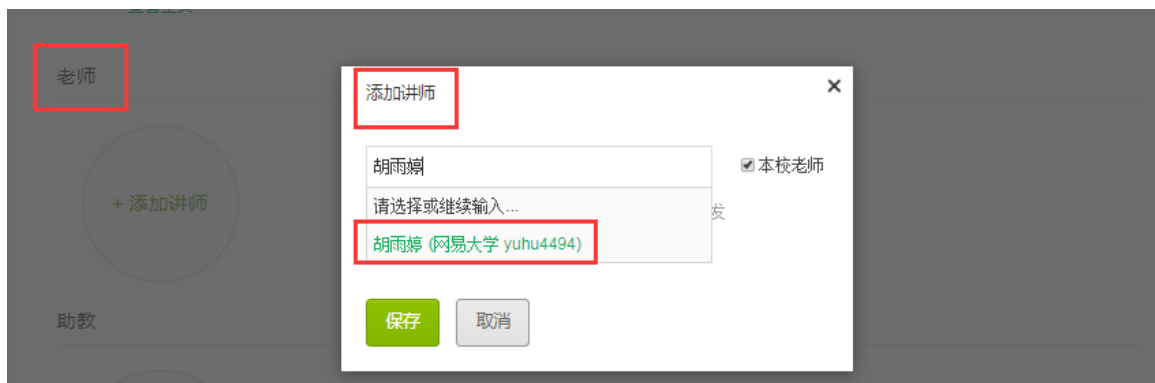 老师
添加讲师
胡雨婷
本校老师
+ 添加讲师
请选择或继续输入...
发
胡雨婷 (网易大学 yuhu4494)
保存
取消
助教